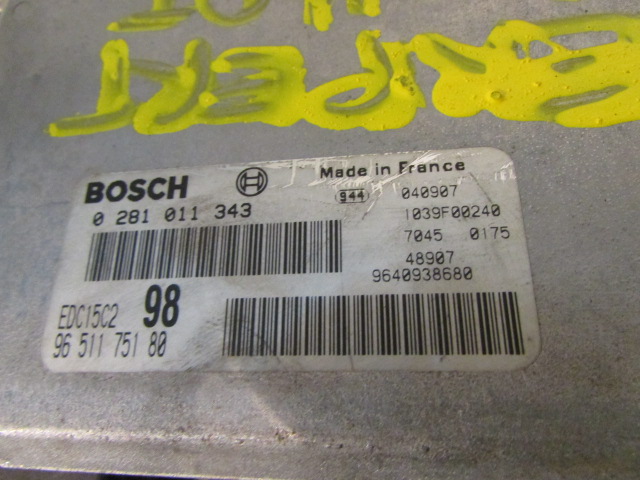 EXPERT
BOSCH
Made in France
0 281 011 343
944 040907
1039F00240
7045 0175
48907
9640938680
EDC15C2 98
96 511 751 80